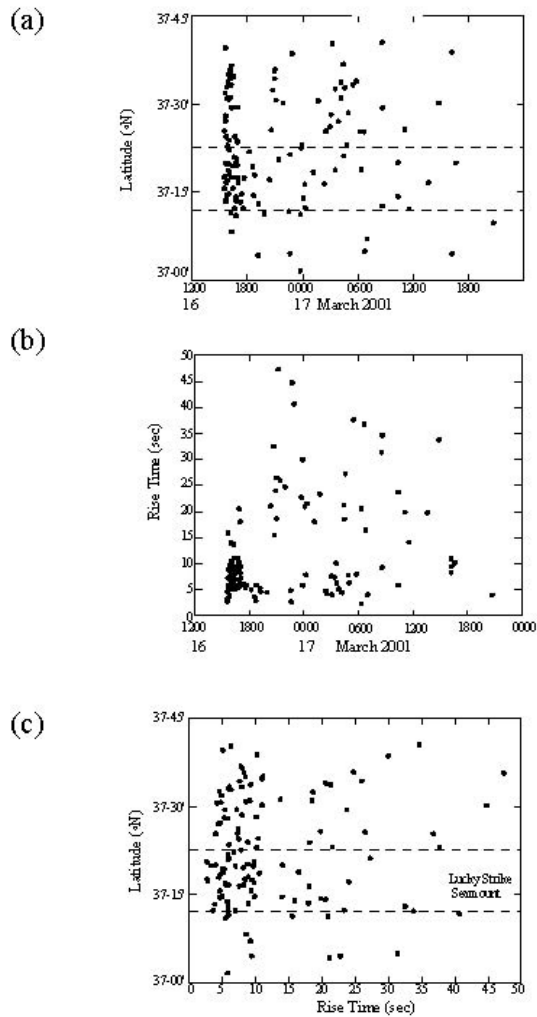 (a)
37-45'
37-30'
37-15'
37-00'
Latitude (∘N)
1200 1800 0000 0600 1200 1800
16 17 March 2001
(b)
50
45
40
35
30
25
20
15
10
5
0
Rise Time (sec)
1200 1800 0000 0600 1200 1800 0000
16 17 March 2001
(c)
37-45'
37-30'
37-15'
37-00'
Latitude (∘N)
Lucky Strike
Seamount
0 5 10 15 20 25 30 35 40 45 50
Rise Time (sec)